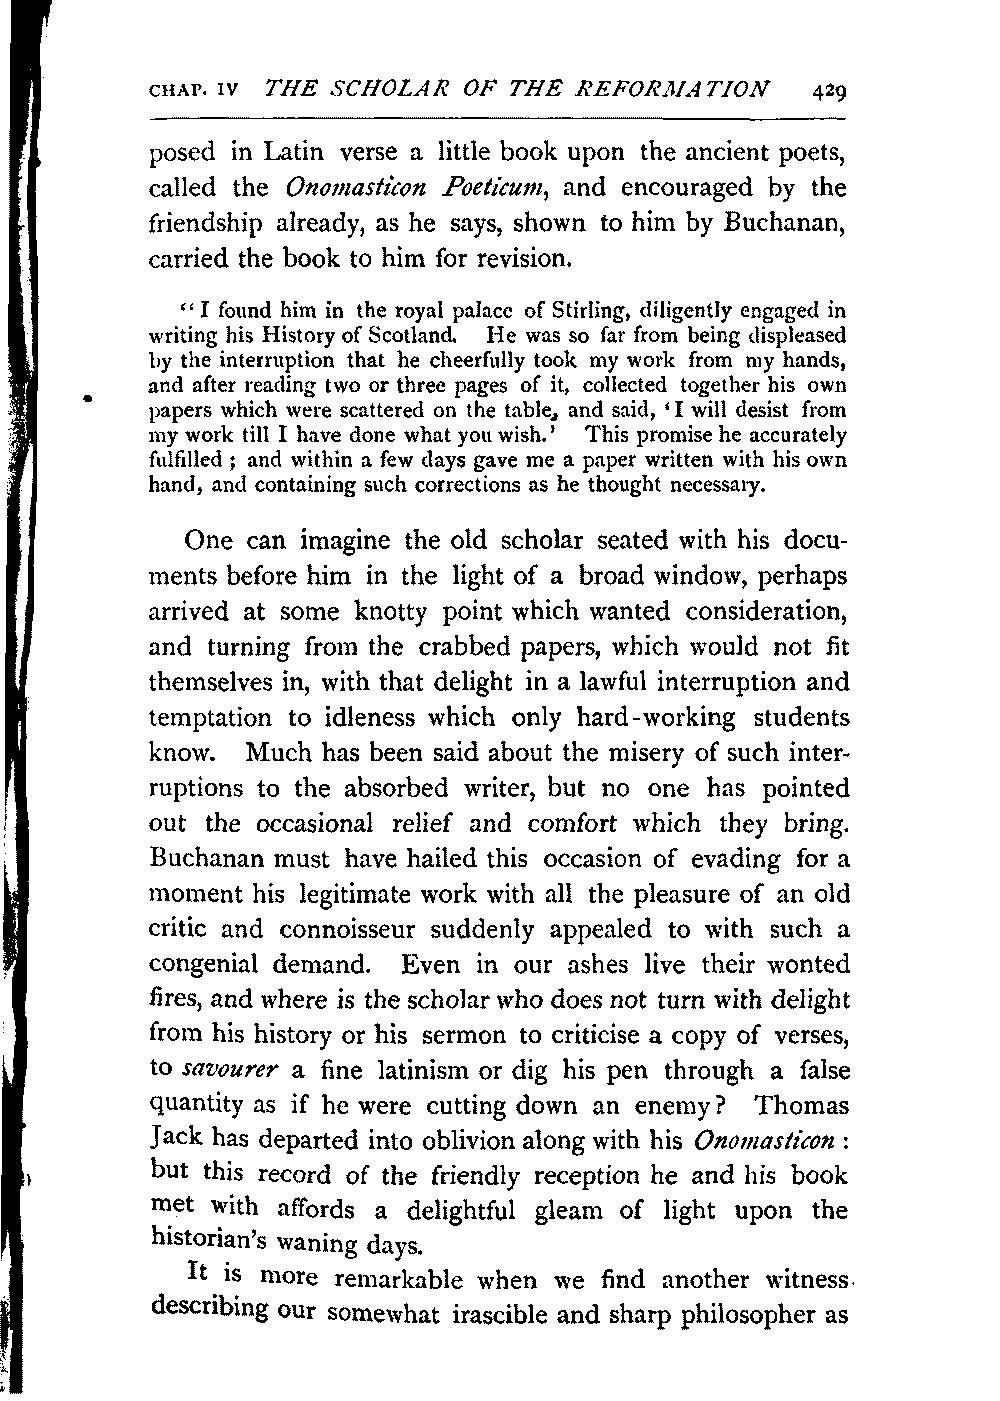 CHAP. IV THE SCHOLAR OF THE REFORMATION 429
posed in Latin verse a little book upon the ancient poets,
called the Onomasticon Poeticum, and encouraged by the
friendship already, as he says, shown to him by Buchanan,
carried the book to him for revision.
“I found him in the royal palace of Stirling, diligently engaged in
writing his History of Scotland. He was so far from being displeased
by the interruption that he cheerfully took my work from my hands,
and after reading two or three pages of it, collected together his own
papers which were scattered on the table, and said, ‘I will desist from
my work till I have done what you wish.’ This promise he accurately
fulfilled ; and within a few days gave me a paper written with his own
hand, and containing such corrections as he thought necessary.
One can imagine the old scholar seated with his docu-
ments before him in the light of a broad window, perhaps
arrived at some knotty point which wanted consideration,
and turning from the crabbed papers, which would not fit
themselves in, with that delight in a lawful interruption and
temptation to idleness which only hard-working students
know. Much has been said about the misery of such inter-
ruptions to the absorbed writer, but no one has pointed
out the occasional relief and comfort which they bring.
Buchanan must have hailed this occasion of evading for a
moment his legitimate work with all the pleasure of an old
critic and connoisseur suddenly appealed to with such a
congenial demand. Even in our ashes live their wonted
fires, and where is the scholar who does not turn with delight
from his history or his sermon to criticise a copy of verses,
to savourer a fine latinism or dig his pen through a false
quantity as if he were cutting down an enemy? Thomas
Jack has departed into oblivion along with his Onomasticon :
but this record of the friendly reception he and his book
met with affords a delightful gleam of light upon the
historian's waning days.
It is more remarkable when we find another witness
describing our somewhat irascible and sharp philosopher as